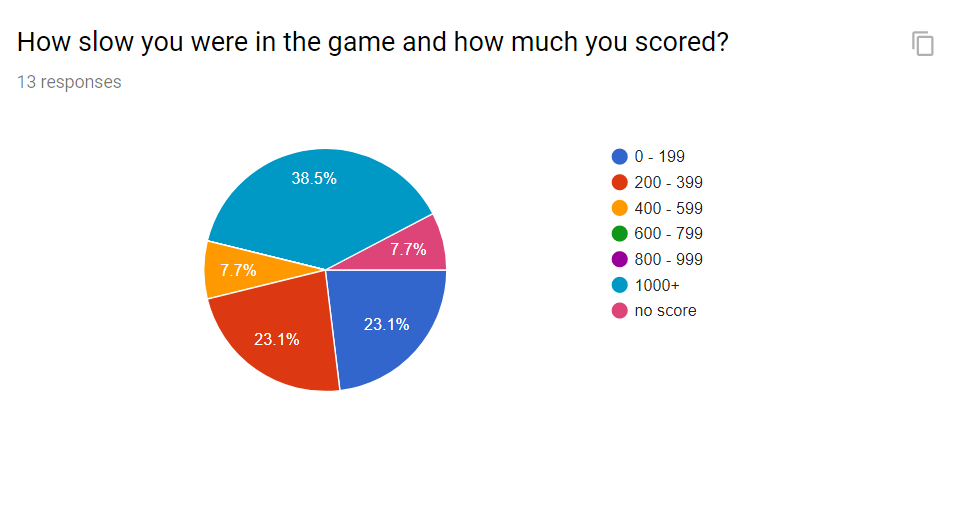 How slow you were in the game and how much you scored?
13 responses
38.5%
7.7%
7.7%
23.1%
23.1%
0 - 199
200 - 399
400 - 599
600 - 799
800 - 999
1000+
no score